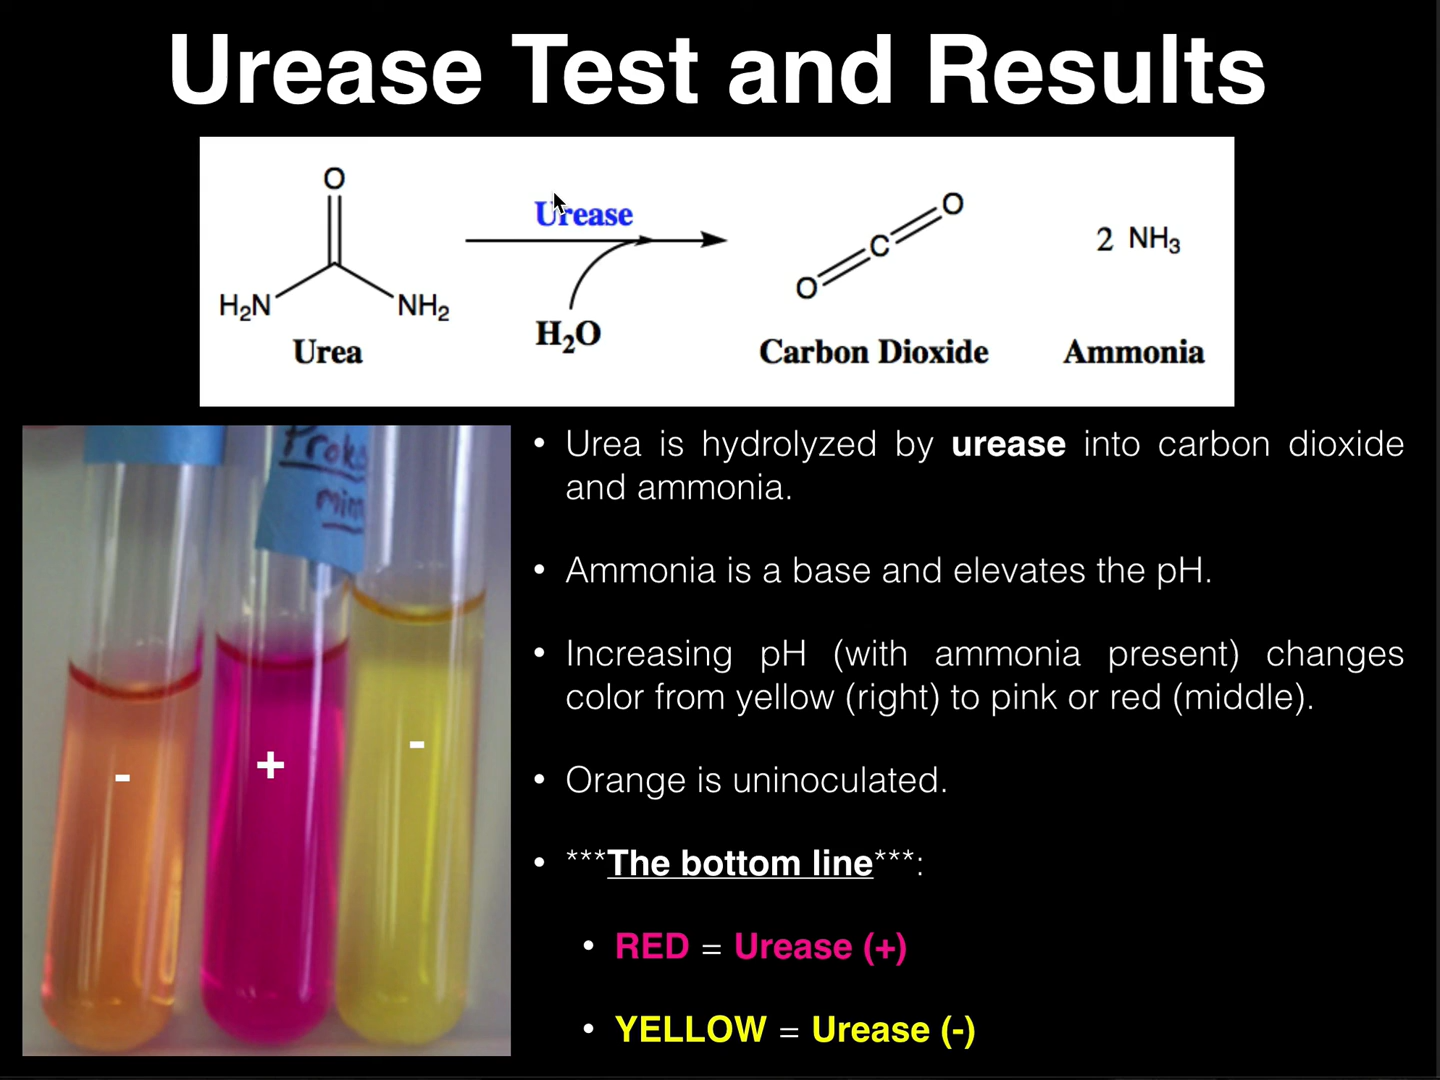 Urease Test and Results
O
H₂N
NH₂
Urea
Urease
H₂O
O
C
O
Carbon Dioxide
2 NH₃
Ammonia
-
+
-
• Urea is hydrolyzed by urease into carbon dioxide
and ammonia.
• Ammonia is a base and elevates the pH.
• Increasing pH (with ammonia present) changes
color from yellow (right) to pink or red (middle).
• Orange is uninoculated.
• ***The bottom line***:
• RED = Urease (+)
• YELLOW = Urease (-)